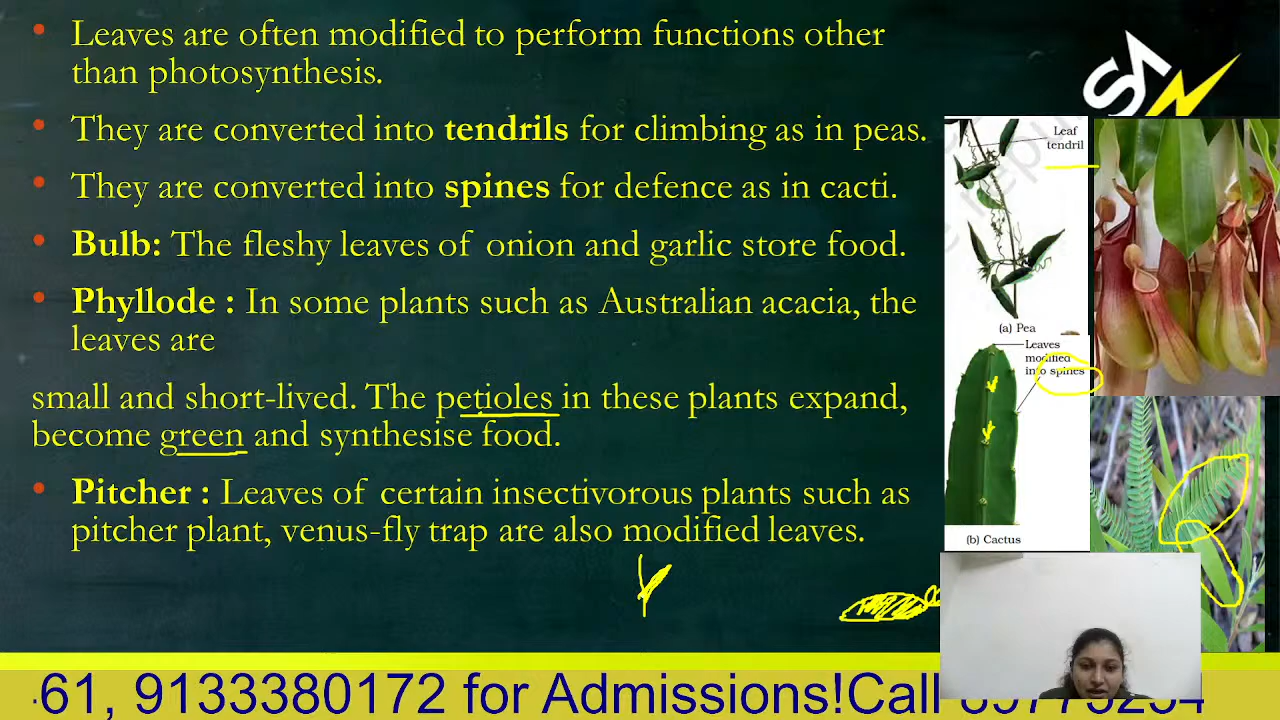 • Leaves are often modified to perform functions other
than photosynthesis.
• They are converted into tendrils for climbing as in peas.
• They are converted into spines for defence as in cacti.
• Bulb: The fleshy leaves of onion and garlic store food.
• Phyllode : In some plants such as Australian acacia, the
leaves are
small and short-lived. The petioles in these plants expand,
become green and synthesise food.
• Pitcher : Leaves of certain insectivorous plants such as
pitcher plant, venus-fly trap are also modified leaves.
Leaf
tendril
(a) Pea
Leaves
modified
into spines
(b) Cactus
61, 9133380172 for Admissions!Call